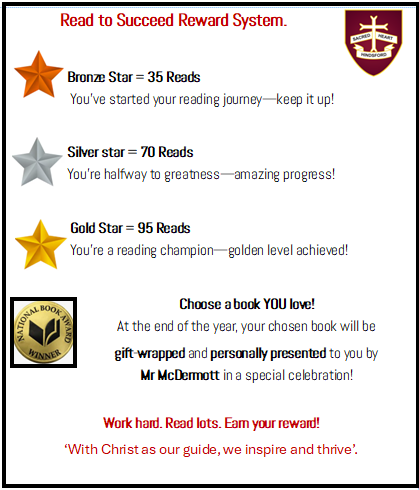 Read to Succeed Reward System.
SACRED HEART
HINDSFORD
Bronze Star = 35 Reads
You've started your reading journey—keep it up!
Silver star = 70 Reads
You're halfway to greatness—amazing progress!
Gold Star = 95 Reads
You're a reading champion—golden level achieved!
NATIONAL BOOK AWARD
WINNER
Choose a book YOU love!
At the end of the year, your chosen book will be
gift-wrapped and personally presented to you by
Mr McDermott in a special celebration!
Work hard. Read lots. Earn your reward!
‘With Christ as our guide, we inspire and thrive’.